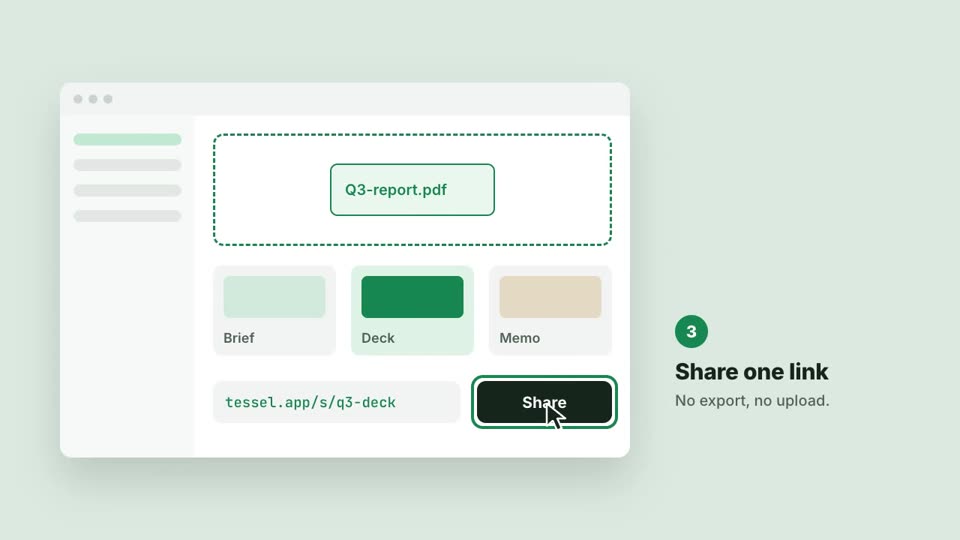 Q3-report.pdf
Brief
Deck
Memo
tessel.app/s/q3-deck
Share
3
Share one link
No export, no upload.